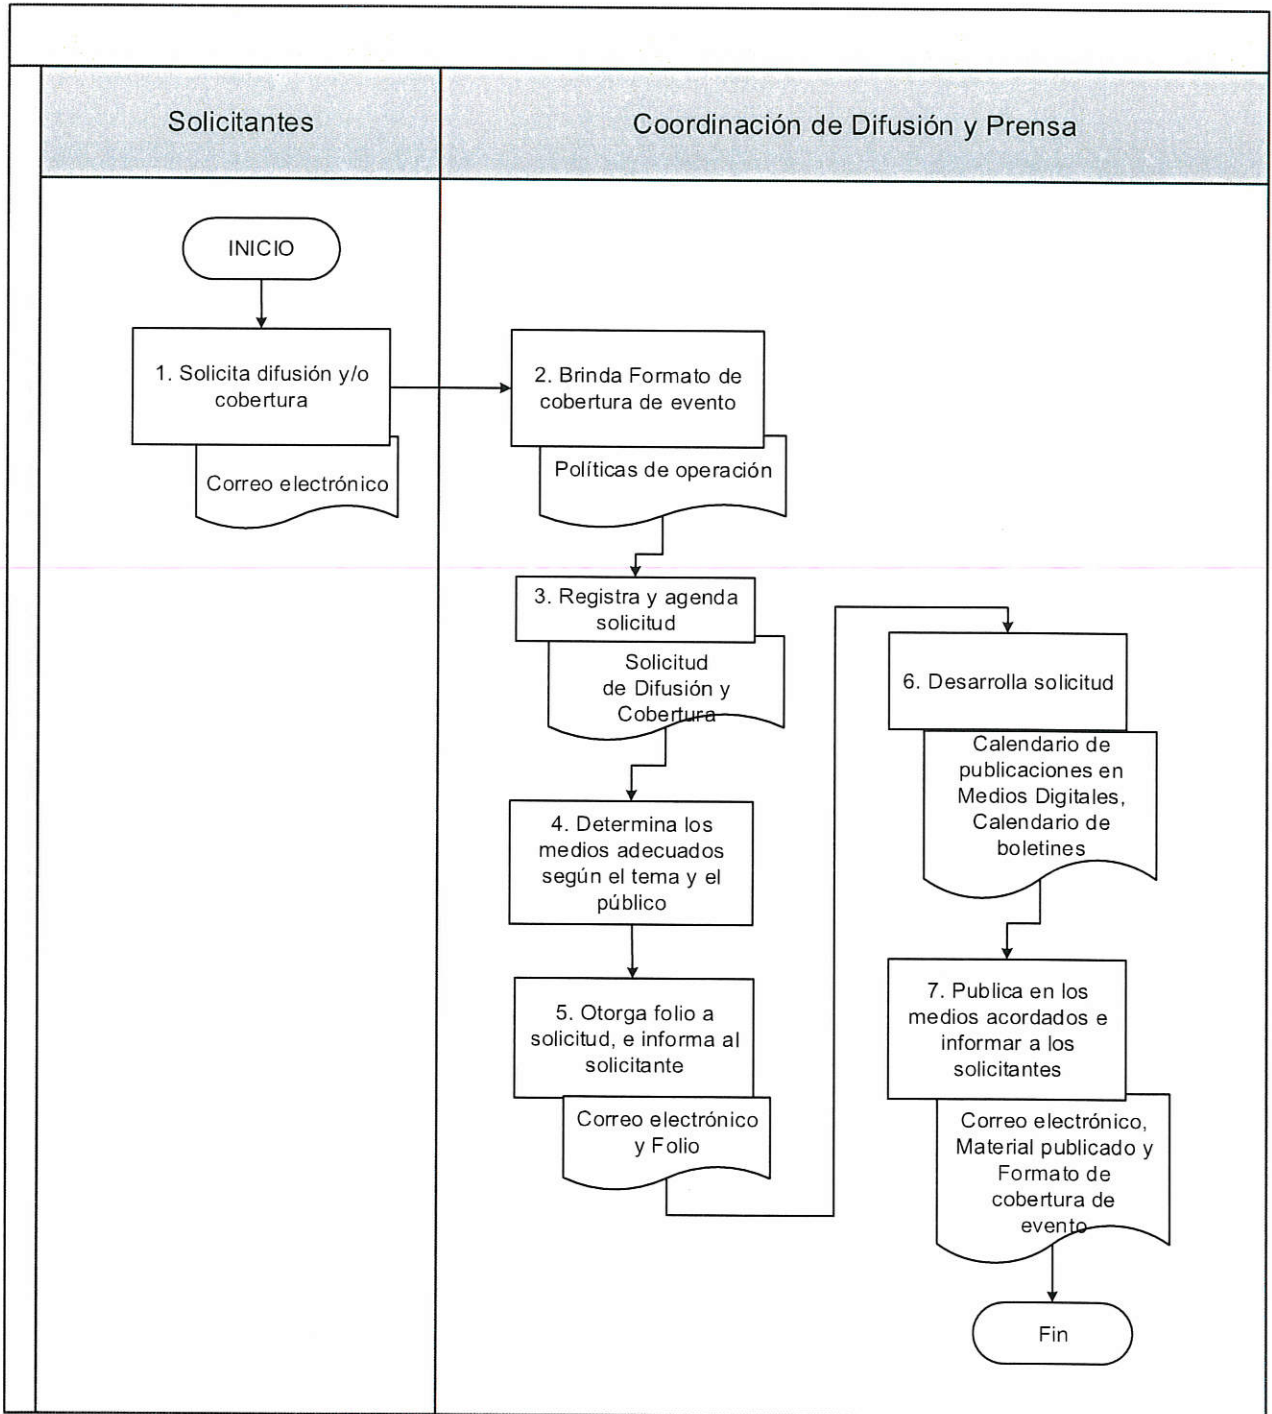 Solicitantes
Coordinación de Difusión y Prensa
INICIO
1. Solicita difusión y/o
cobertura
Correo electrónico
2. Brinda Formato de
cobertura de evento
Políticas de operación
3. Registra y agenda
solicitud
Solicitud
de Difusión y
Cobertura
4. Determina los
medios adecuados
según el tema y el
público
5. Otorga folio a
solicitud, e informa al
solicitante
Correo electrónico
y Folio
6. Desarrolla solicitud
Calendario de
publicaciones en
Medios Digitales,
Calendario de
boletines
7. Publica en los
medios acordados e
informar a los
solicitantes
Correo electrónico,
Material publicado y
Formato de
cobertura de
evento
Fin